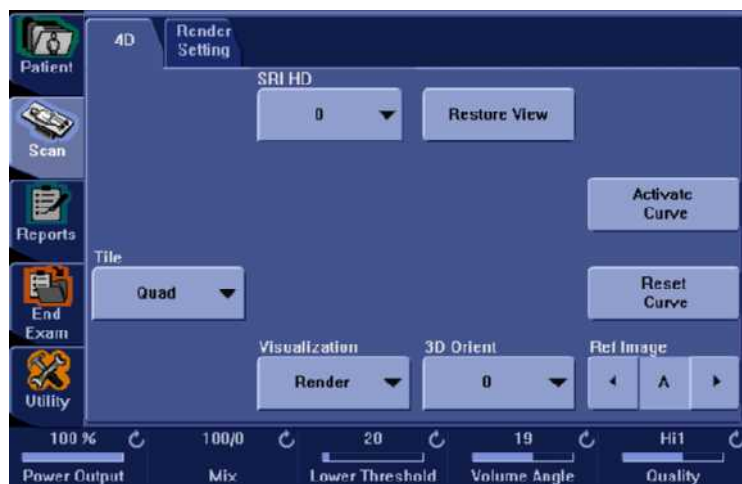 4D
Render
Setting
Patient
SRI HD
0
Restore View
Scan
Activate
Curve
Reports
Tile
Quad
Reset
Curve
End
Exam
Visualization
3D Orient
Ref Image
Render
0
A
Utility
100 %
100/0
20
19
Hi1
Power Output
Mix
Lower Threshold
Volume Angle
Quality